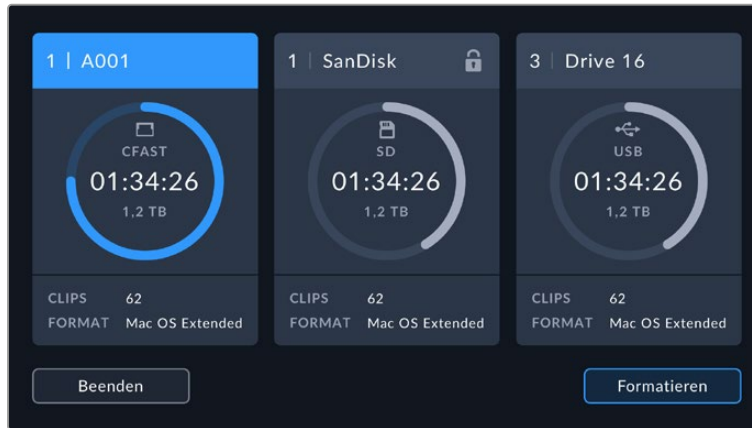 1 | A001
CFAST
01:34:26
1,2 TB
CLIPS 62
FORMAT Mac OS Extended
1 | SanDisk
SD
01:34:26
1,2 TB
CLIPS 62
FORMAT Mac OS Extended
3 | Drive 16
USB
01:34:26
1,2 TB
CLIPS 62
FORMAT Mac OS Extended
Beenden
Formatieren